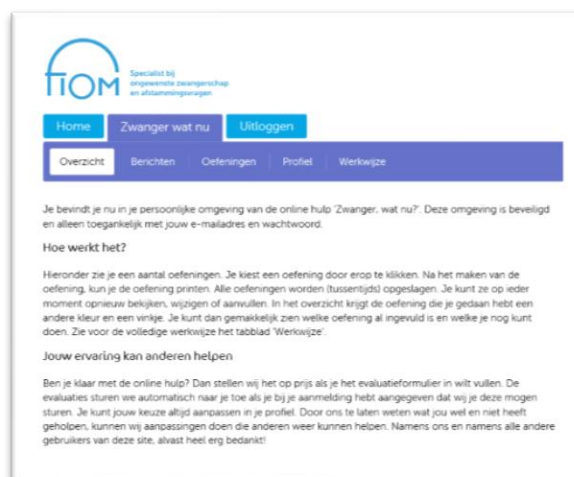 FIOM
Specialist bij
ongewenste zwangerschap
en afstammingsvragen
Home Zwanger wat nu Uitloggen
Overzicht Berichten Oefeningen Profiel Werkwijze
Je bevindt je nu in je persoonlijke omgeving van de online hulp 'Zwanger, wat nu?'. Deze omgeving is beveiligd
en alleen toegankelijk met jouw e-mailadres en wachtwoord.
Hoe werkt het?
Hieronder zie je een aantal oefeningen. Je kiest een oefening door erop te klikken. Na het maken van de
oefening, kun je de oefening printen. Alle oefeningen worden (tussentijds) opgeslagen. Je kunt ze op ieder
moment opnieuw bekijken, wijzigen of aanvullen. In het overzicht krijgt de oefening die je gedaan hebt een
andere kleur en een vinkje. Je kunt dan gemakkelijk zien welke oefening al ingevuld is en welke je nog kunt
doen. Zie voor de volledige werkwijze het tabblad 'Werkwijze'.
Jouw ervaring kan anderen helpen
Ben je klaar met de online hulp? Dan stellen wij het op prijs als je het evaluatieformulier in wilt vullen. De
evaluaties sturen we automatisch naar je toe als je bij je aanmelding hebt aangegeven dat wij je deze mogen
sturen. Je kunt jouw keuze altijd aanpassen in je profiel. Door ons te laten weten wat jou wel en niet heeft
geholpen, kunnen wij aanpassingen doen die anderen weer kunnen helpen. Namens ons en namens alle andere
gebruikers van deze site, alvast heel erg bedankt!